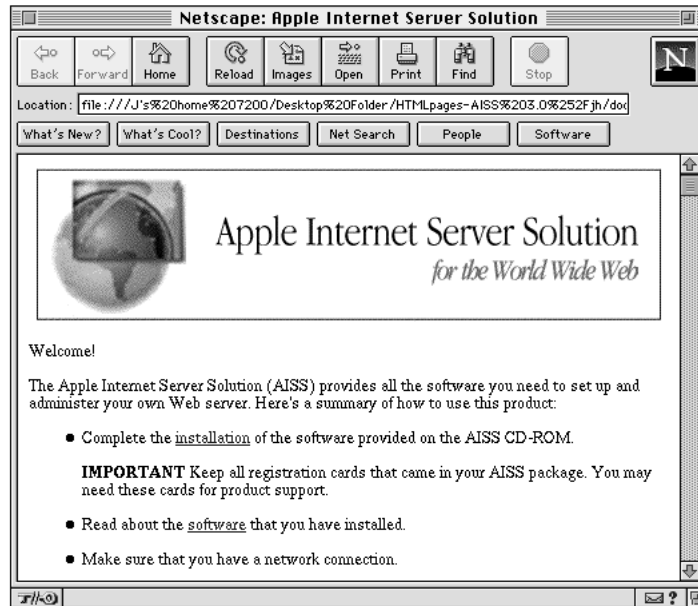 Netscape: Apple Internet Server Solution
Back Forward Home Reload Images Open Print Find Stop
N
Location: file:///J's%20home%207200/Desktop%20Folder/HTMLpages-AISS%203.0%252Fjh/doc
What's New? What's Cool? Destinations Net Search People Software
Apple Internet Server Solution
for the World Wide Web
Welcome!
The Apple Internet Server Solution (AISS) provides all the software you need to set up and
administer your own Web server. Here's a summary of how to use this product:
Complete the installation of the software provided on the AISS CD-ROM.
IMPORTANT Keep all registration cards that came in your AISS package. You may
need these cards for product support.
Read about the software that you have installed.
Make sure that you have a network connection.
?